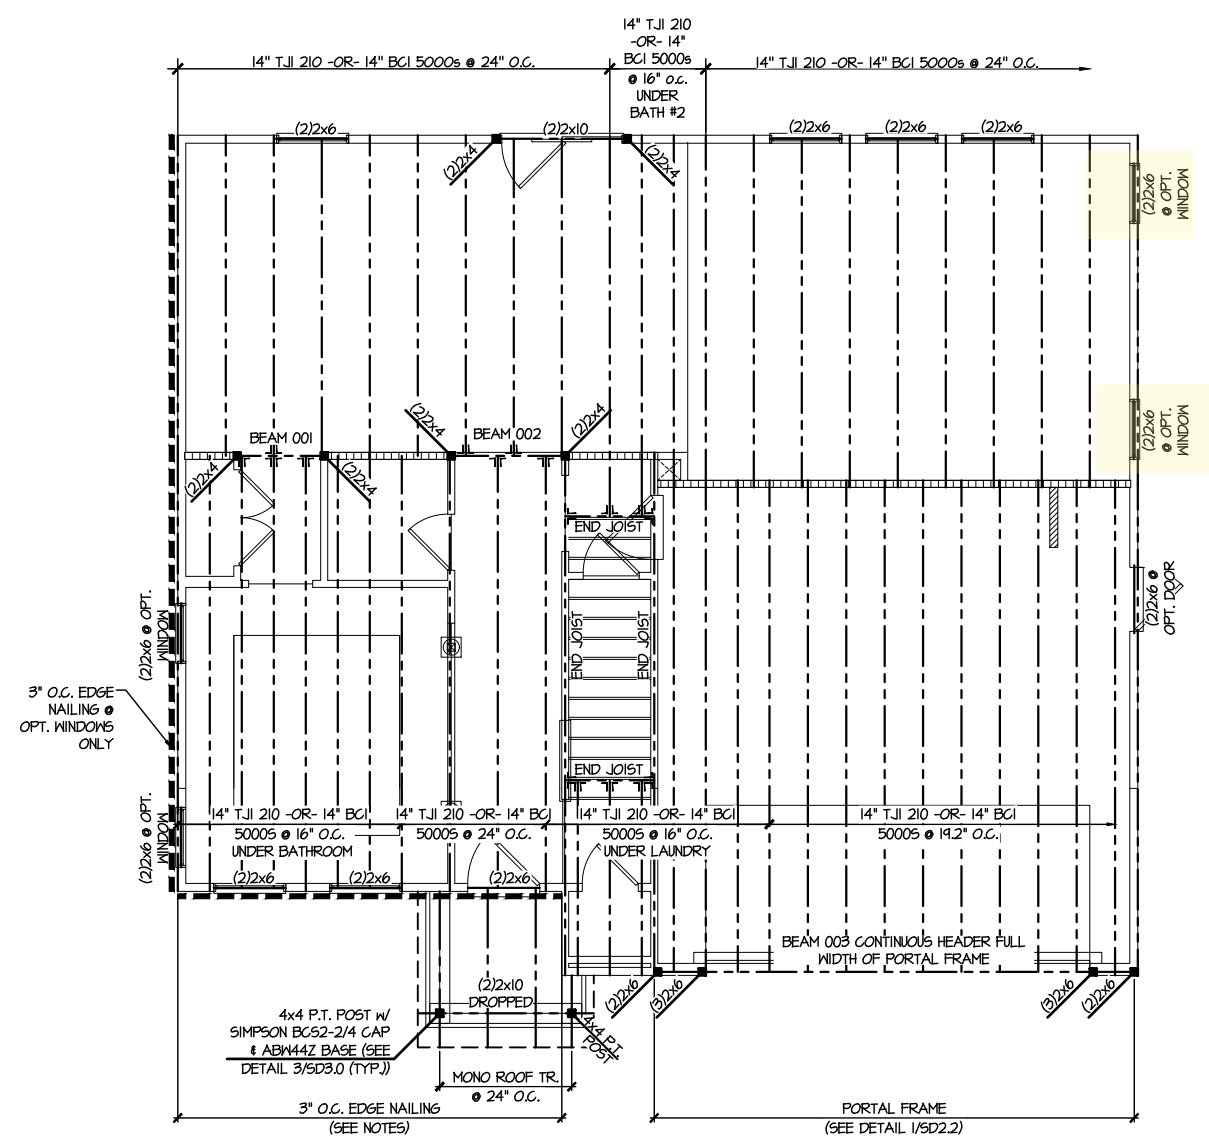 14" TJI 210
-OR- 14"
BCI 5000s
@ 16" o.c.
UNDER
BATH #2
14" TJI 210 -OR- 14" BCI 5000s @ 24" O.C.
14" TJI 210 -OR- 14" BCI 5000s @ 24" O.C.
(2)2x6
(2)2x10
(2)2x6
(2)2x6
(2)2x6
(2)2x4
(2)2x4
(2)2x6
@ OPT.
WINDOW
(2)2x4
BEAM 001
BEAM 002
(2)2x4
(2)2x6
@ OPT.
WINDOW
(2)2x4
(2)2x4
END JOIST
(2)2x6 @
OPT. DOOR
(2)2x6 @ OPT.
WINDOW
END JOIST
END JOIST
3" O.C. EDGE
NAILING @
OPT. WINDOWS
ONLY
END JOIST
(2)2x6 @ OPT.
WINDOW
14" TJI 210 -OR- 14" BCI
5000S @ 16" O.C.
UNDER BATHROOM
14" TJI 210 -OR- 14" BCI
5000S @ 24" O.C.
14" TJI 210 -OR- 14" BCI
5000S @ 16" O.C.
UNDER LAUNDRY
14" TJI 210 -OR- 14" BCI
5000S @ 19.2" O.C.
(2)2x6
(2)2x6
(2)2x6
BEAM 003 CONTINUOUS HEADER FULL
WIDTH OF PORTAL FRAME
(2)2x10
DROPPED
(2)2x6
(3)2x6
(3)2x6
(2)2x6
4x4 P.T. POST W/
SIMPSON BCS2-2/4 CAP
& ABW44Z BASE (SEE
DETAIL 3/SD3.0 (TYP.))
4x4 P.T.
POST
MONO ROOF TR.
@ 24" O.C.
3" O.C. EDGE NAILING
(SEE NOTES)
PORTAL FRAME
(SEE DETAIL 1/SD2.2)